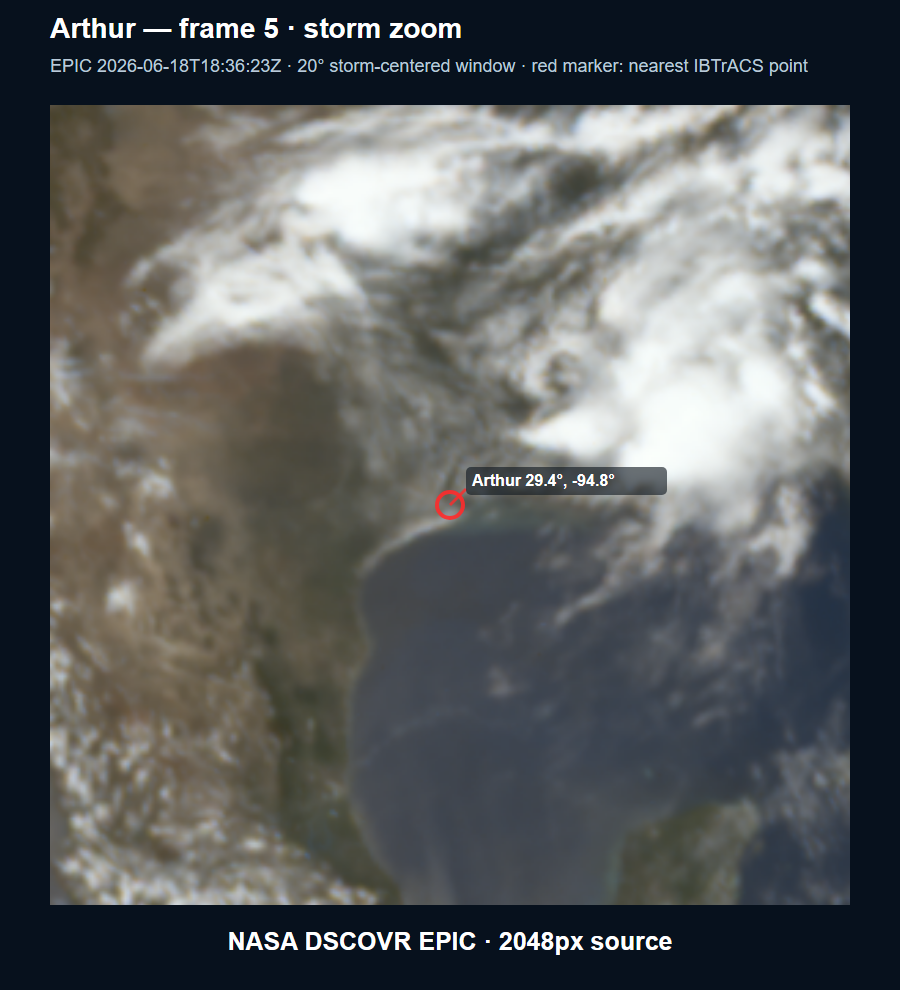 Arthur — frame 5 · storm zoom
EPIC 2026-06-18T18:36:23Z · 20° storm-centered window · red marker: nearest IBTrACS point
Arthur 29.4°, -94.8°
NASA DSCOVR EPIC · 2048px source